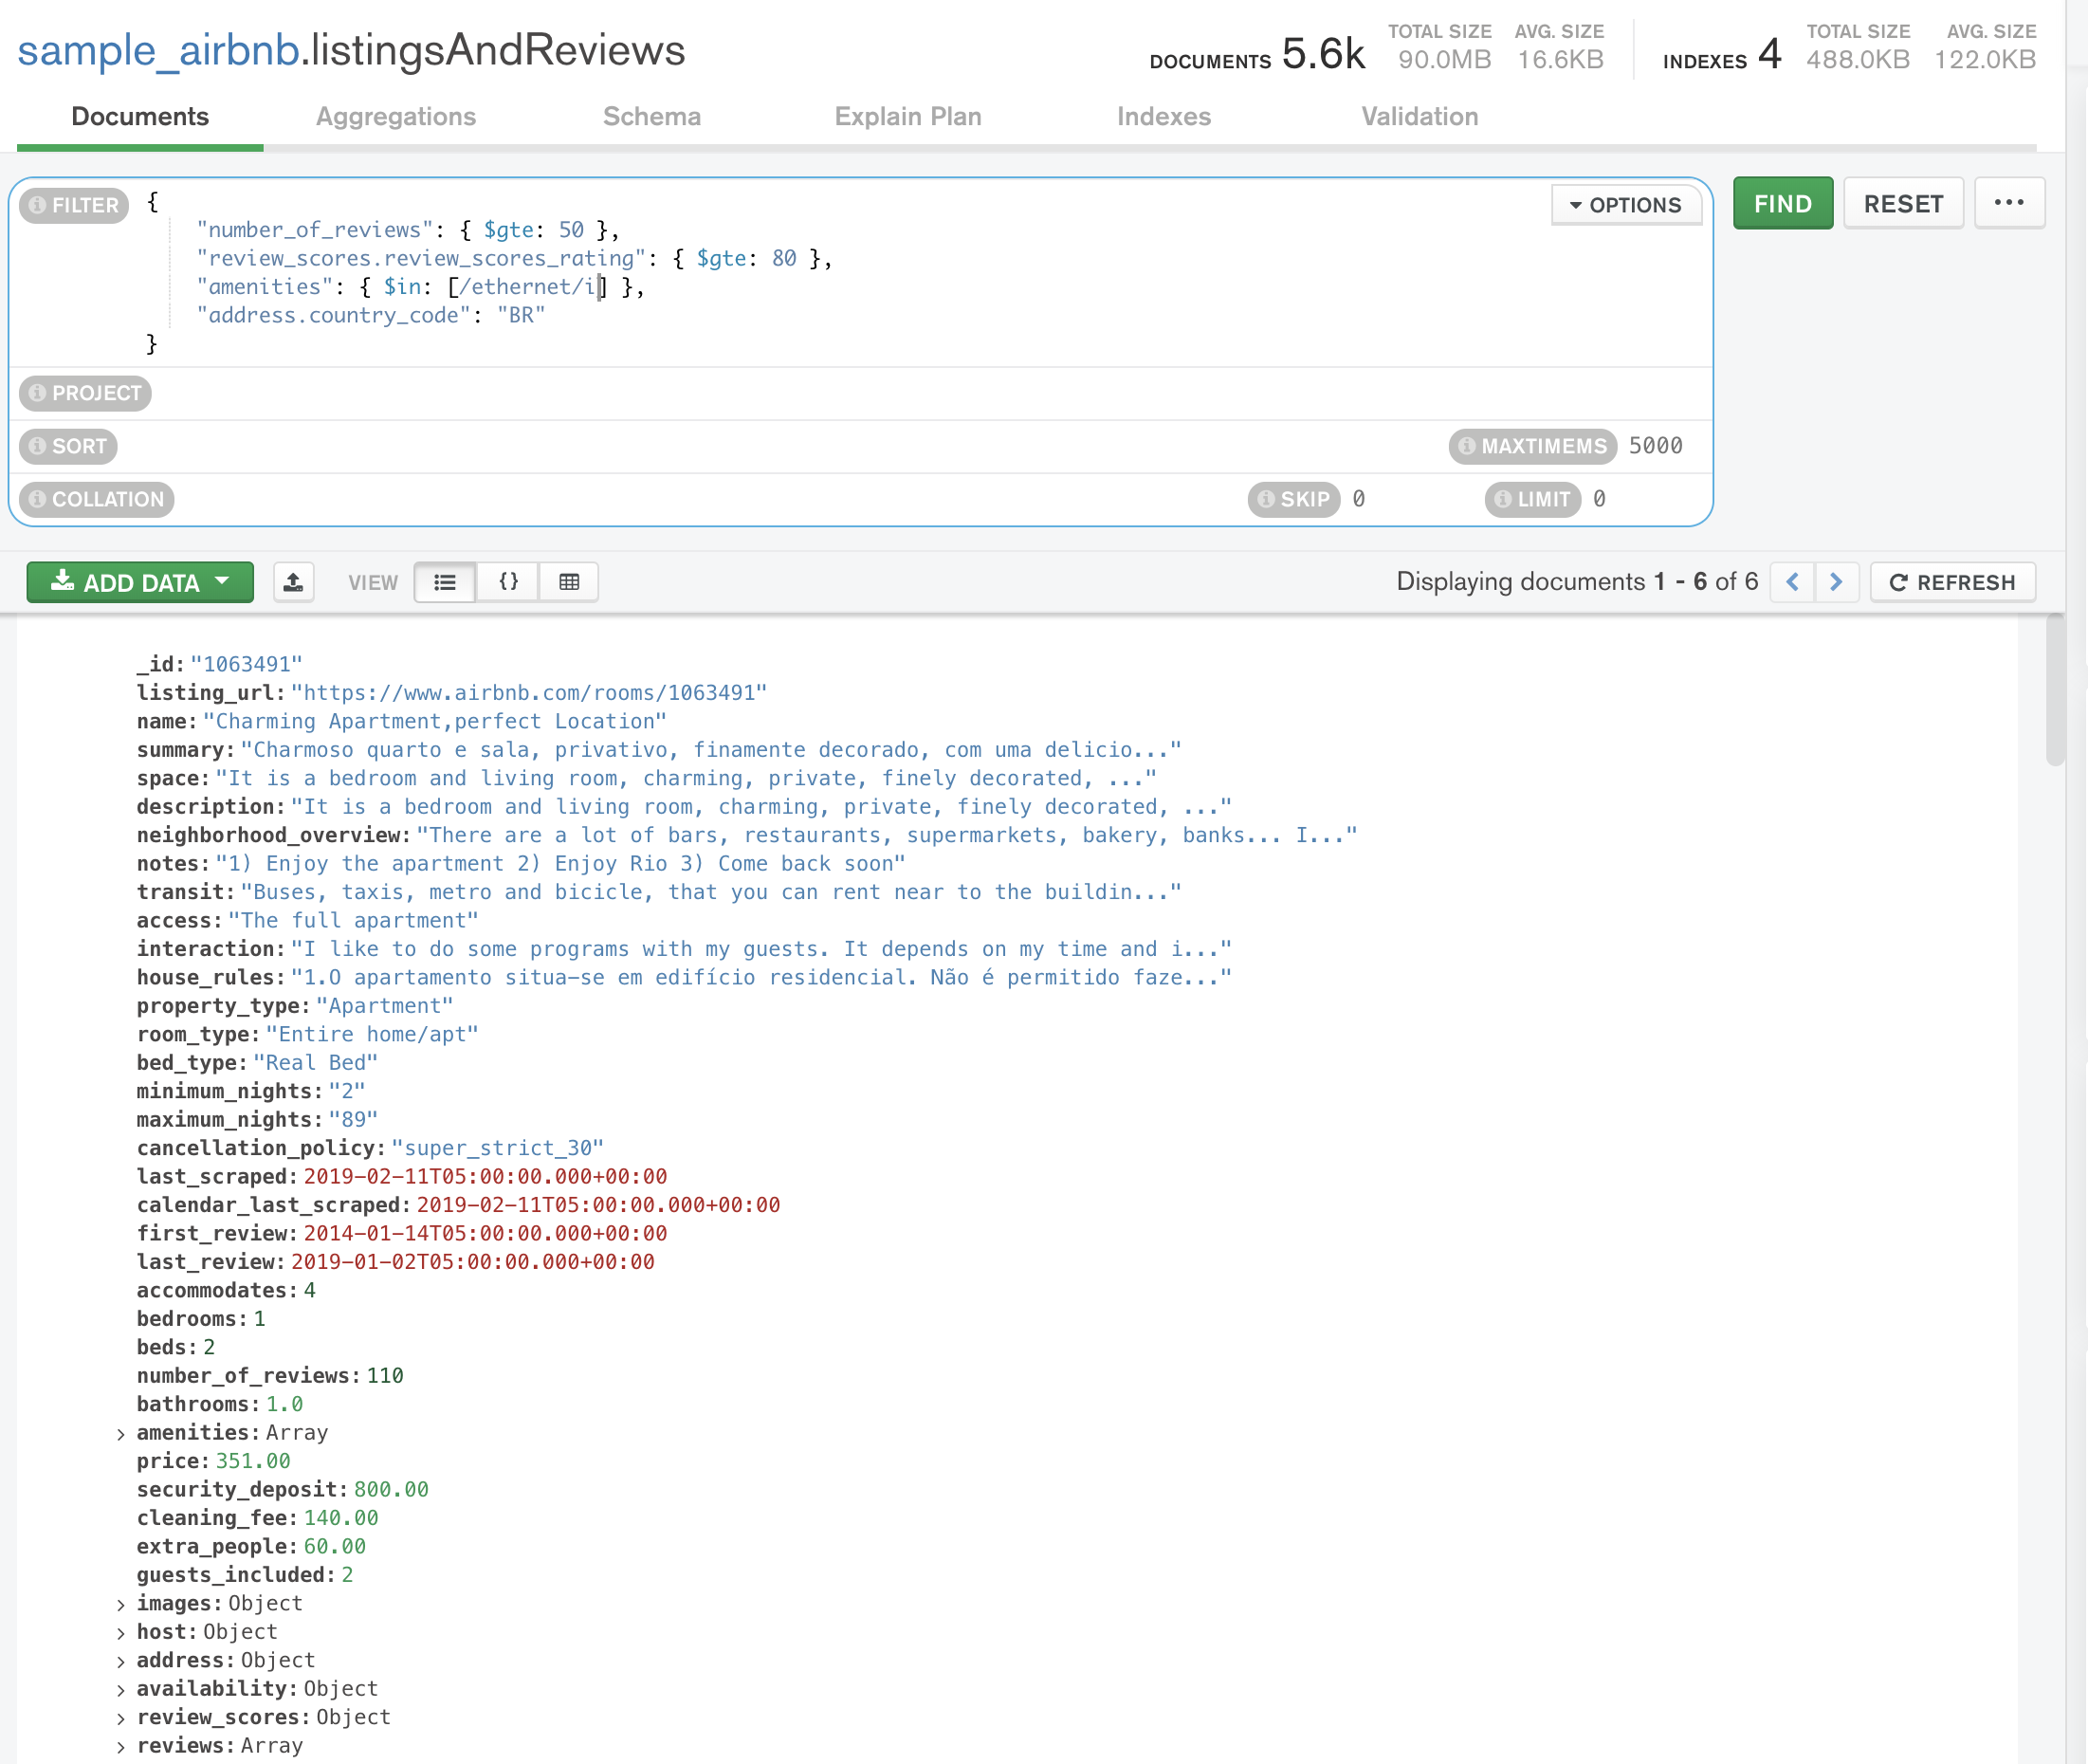 sample_airbnb.listingsAndReviews
DOCUMENTS 5.6k TOTAL SIZE 90.0MB AVG. SIZE 16.6KB INDEXES 4 TOTAL SIZE 488.0KB AVG. SIZE 122.0KB
Documents Aggregations Schema Explain Plan Indexes Validation
FILTER {
"number_of_reviews": { $gte: 50 },
"review_scores.review_scores_rating": { $gte: 80 },
"amenities": { $in: [/ethernet/i] },
"address.country_code": "BR"
}
OPTIONS
FIND RESET ···
PROJECT
SORT MAXTIMEMS 5000
COLLATION SKIP 0 LIMIT 0
ADD DATA VIEW {} Displaying documents 1 - 6 of 6 < > REFRESH
_id: "1063491"
listing_url: "https://www.airbnb.com/rooms/1063491"
name: "Charming Apartment,perfect Location"
summary: "Charmoso quarto e sala, privativo, finamente decorado, com uma delicio..."
space: "It is a bedroom and living room, charming, private, finely decorated, ..."
description: "It is a bedroom and living room, charming, private, finely decorated, ..."
neighborhood_overview: "There are a lot of bars, restaurants, supermarkets, bakery, banks... I..."
notes: "1) Enjoy the apartment 2) Enjoy Rio 3) Come back soon"
transit: "Buses, taxis, metro and bicicle, that you can rent near to the buildin..."
access: "The full apartment"
interaction: "I like to do some programs with my guests. It depends on my time and i..."
house_rules: "1.O apartamento situa-se em edifício residencial. Não é permitido faze..."
property_type: "Apartment"
room_type: "Entire home/apt"
bed_type: "Real Bed"
minimum_nights: "2"
maximum_nights: "89"
cancellation_policy: "super_strict_30"
last_scraped: 2019-02-11T05:00:00.000+00:00
calendar_last_scraped: 2019-02-11T05:00:00.000+00:00
first_review: 2014-01-14T05:00:00.000+00:00
last_review: 2019-01-02T05:00:00.000+00:00
accommodates: 4
bedrooms: 1
beds: 2
number_of_reviews: 110
bathrooms: 1.0
> amenities: Array
price: 351.00
security_deposit: 800.00
cleaning_fee: 140.00
extra_people: 60.00
guests_included: 2
> images: Object
> host: Object
> address: Object
> availability: Object
> review_scores: Object
> reviews: Array